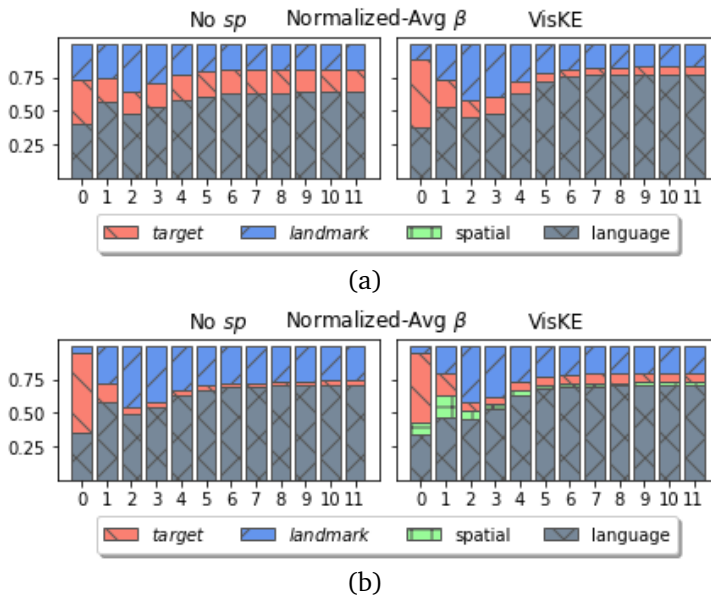 No sp Normalized-Avg β VisKE
0.75
0.50
0.25
0 1 2 3 4 5 6 7 8 9 10 11 0 1 2 3 4 5 6 7 8 9 10 11
target landmark spatial language
(a)
No sp Normalized-Avg β VisKE
0.75
0.50
0.25
0 1 2 3 4 5 6 7 8 9 10 11 0 1 2 3 4 5 6 7 8 9 10 11
target landmark spatial language
(b)